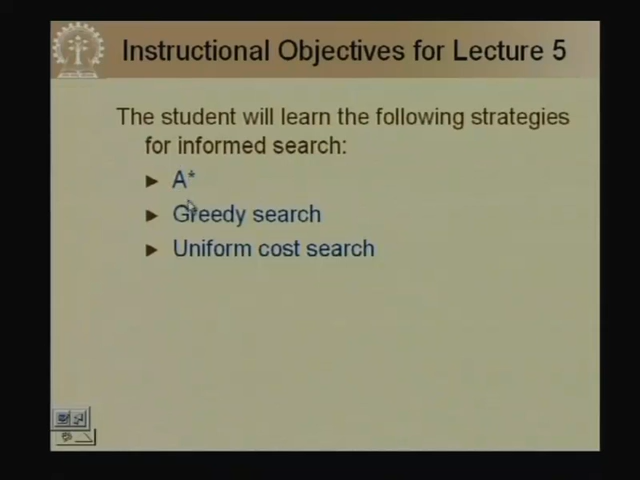 Instructional Objectives for Lecture 5
The student will learn the following strategies
for informed search:
► A*
► Greedy search
► Uniform cost search